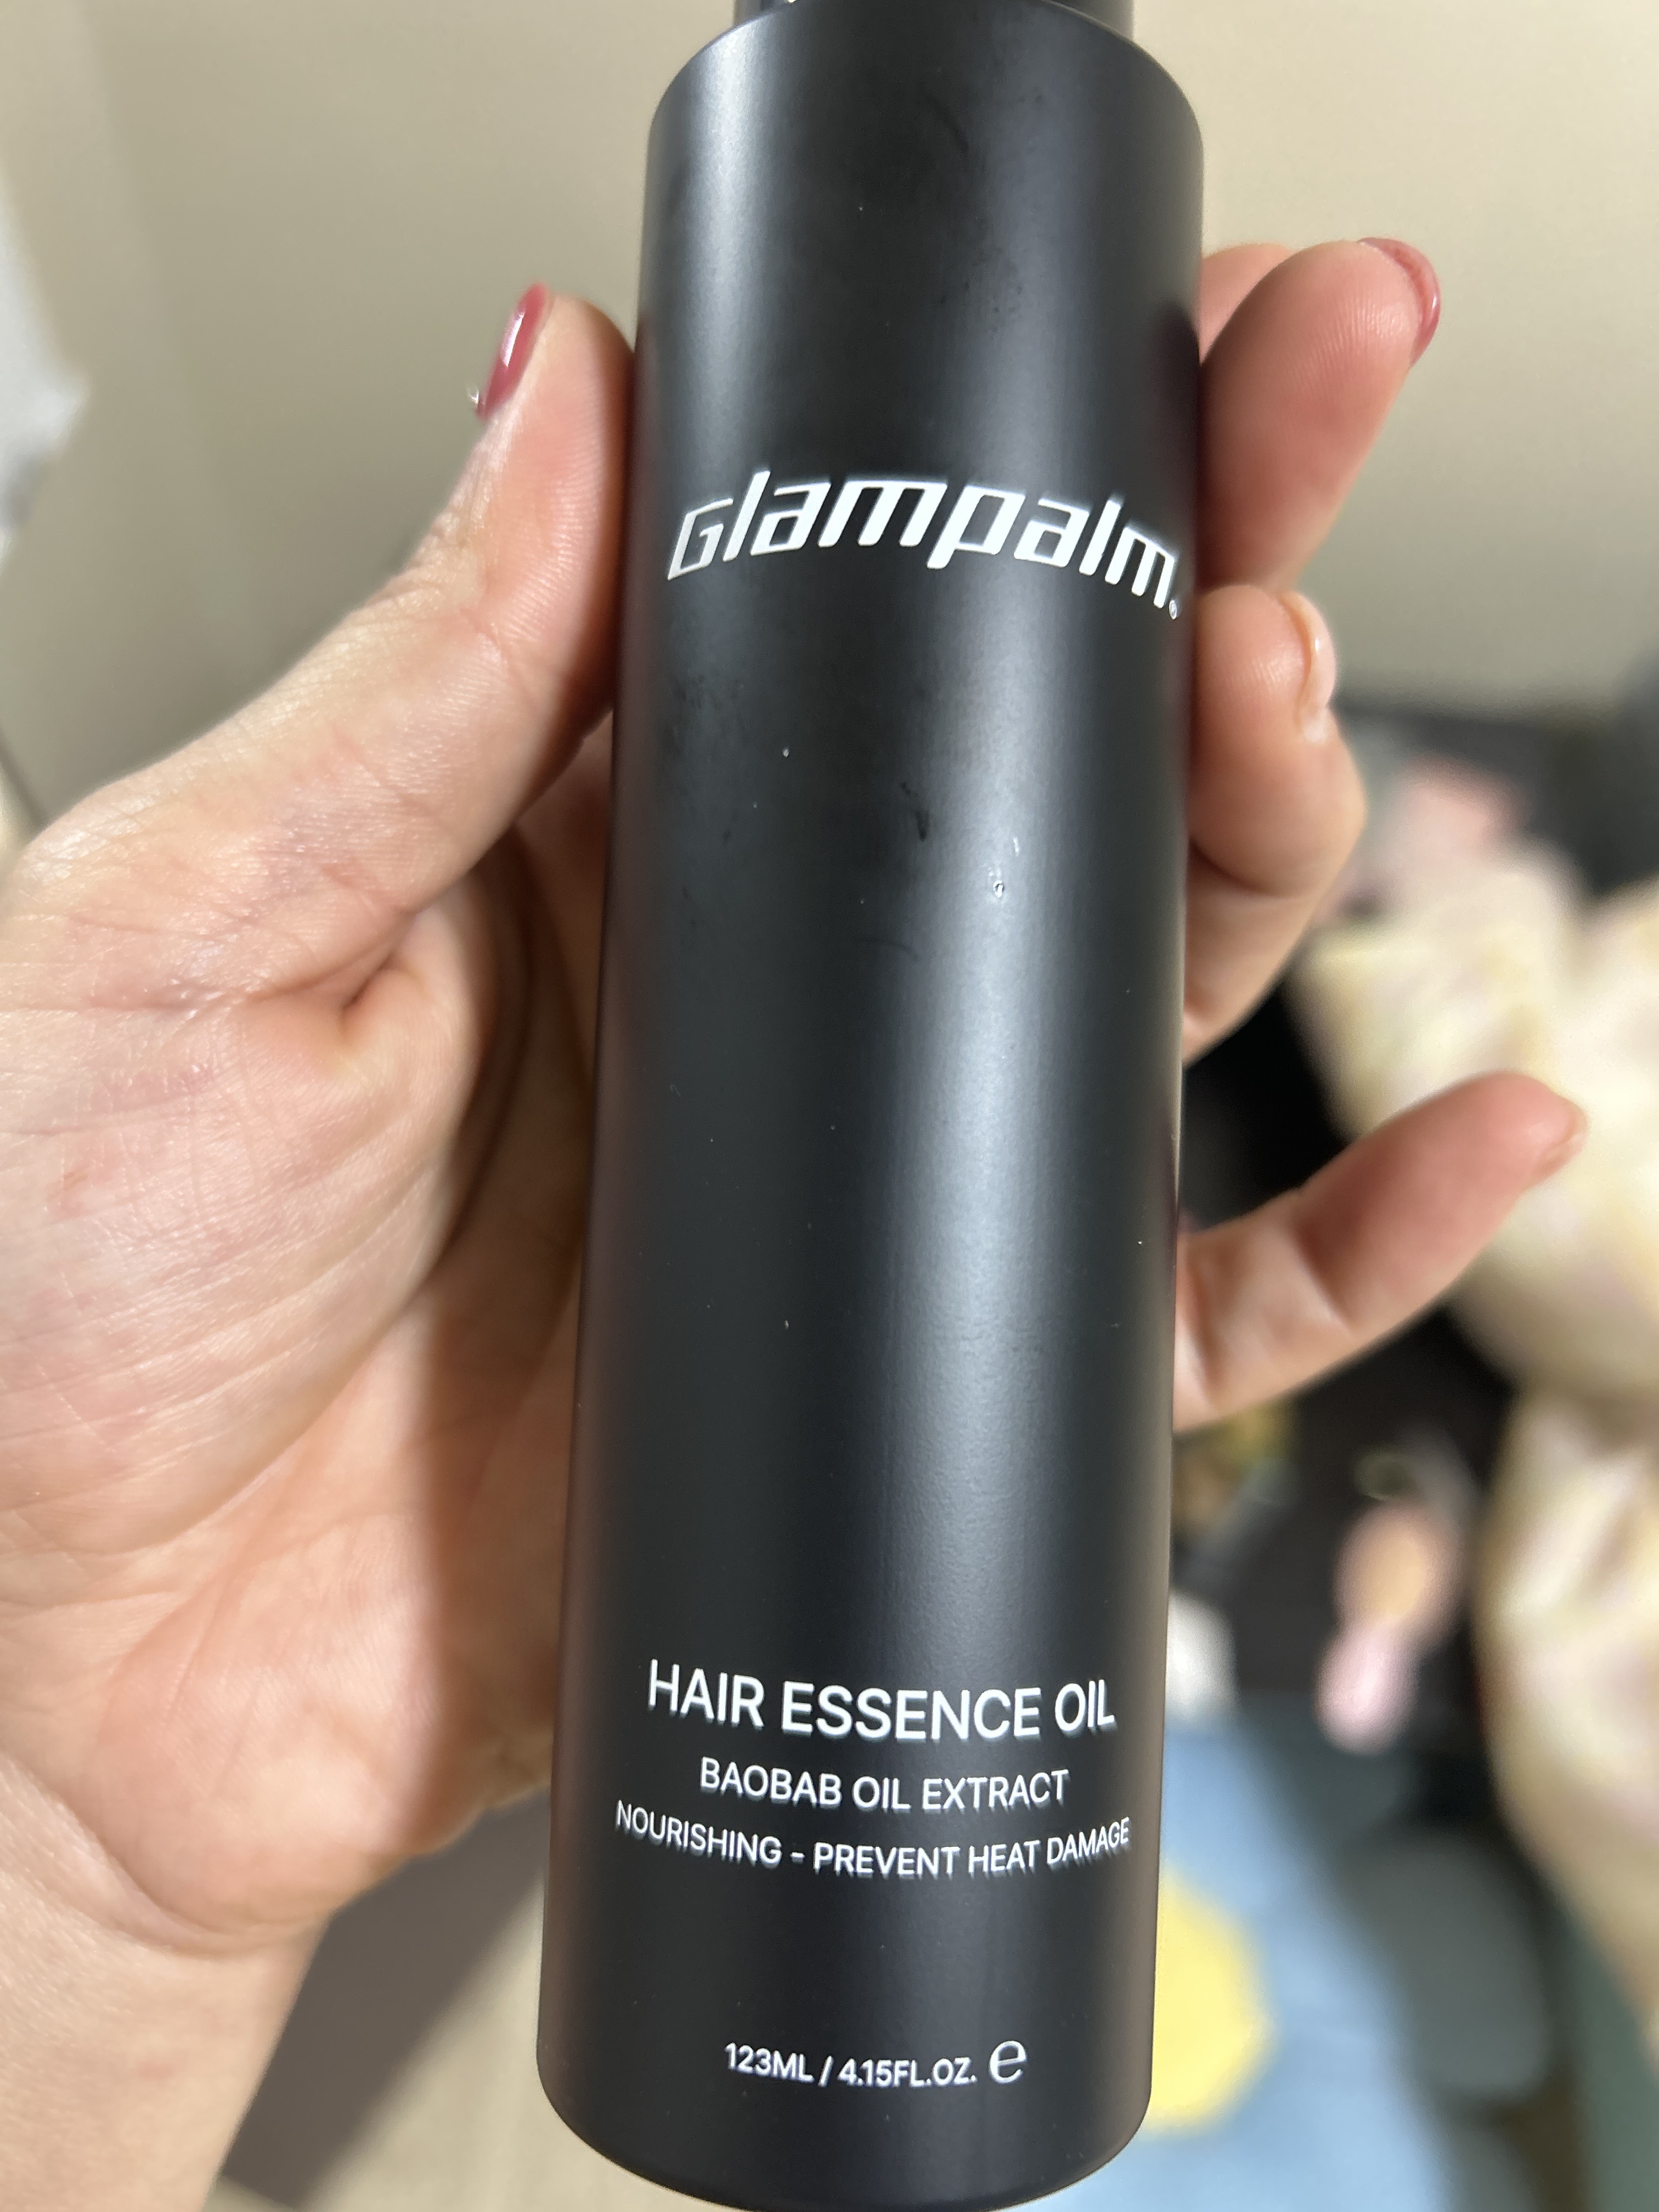 Glampalm®
HAIR ESSENCE OIL
BAOBAB OIL EXTRACT
NOURISHING - PREVENT HEAT DAMAGE
123ML / 4.15FL.OZ. ℮